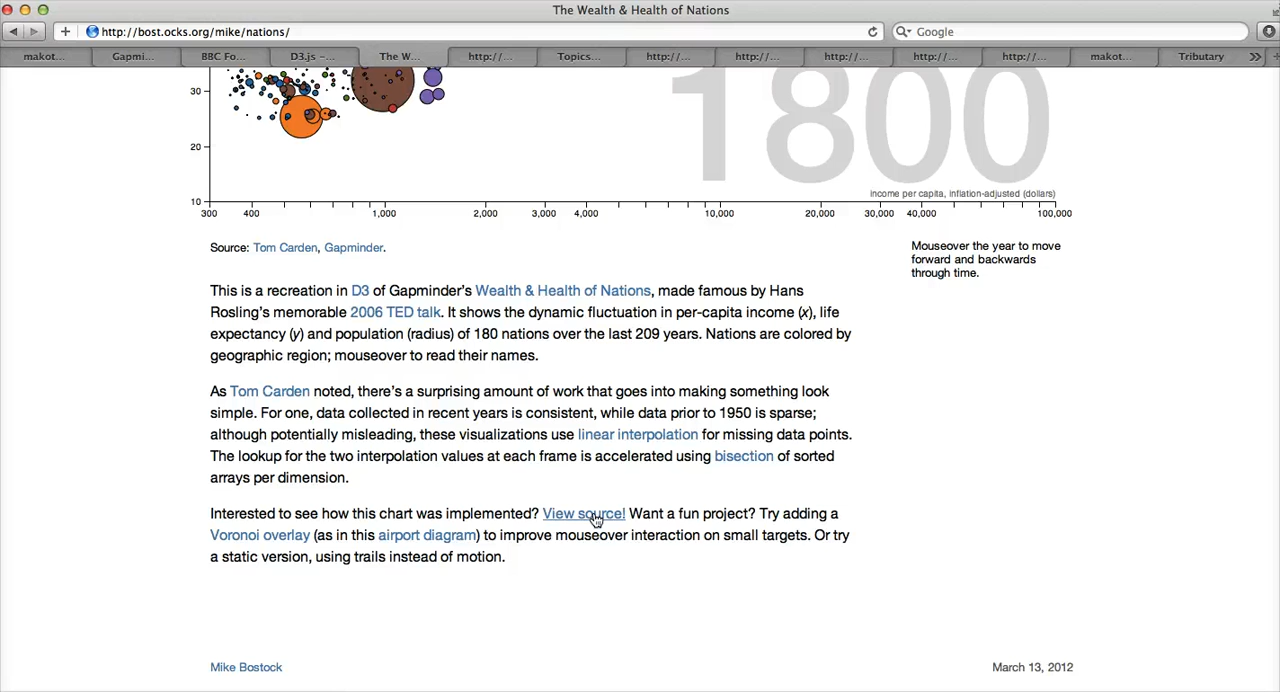 The Wealth & Health of Nations
http://bost.ocks.org/mike/nations/
Google
makot... Gapmi... BBC Fo... D3.js –... The W... http://... Topics... http://... http://... http://... http://... http://... makot... Tributary
30
1800
20
income per capita, inflation-adjusted (dollars)
10
300 400 1,000 2,000 3,000 4,000 10,000 20,000 30,000 40,000 100,000
Source: Tom Carden, Gapminder.
Mouseover the year to move
forward and backwards
through time.
This is a recreation in D3 of Gapminder's Wealth & Health of Nations, made famous by Hans
Rosling's memorable 2006 TED talk. It shows the dynamic fluctuation in per-capita income (x), life
expectancy (y) and population (radius) of 180 nations over the last 209 years. Nations are colored by
geographic region; mouseover to read their names.
As Tom Carden noted, there's a surprising amount of work that goes into making something look
simple. For one, data collected in recent years is consistent, while data prior to 1950 is sparse;
although potentially misleading, these visualizations use linear interpolation for missing data points.
The lookup for the two interpolation values at each frame is accelerated using bisection of sorted
arrays per dimension.
Interested to see how this chart was implemented? View source! Want a fun project? Try adding a
Voronoi overlay (as in this airport diagram) to improve mouseover interaction on small targets. Or try
a static version, using trails instead of motion.
Mike Bostock
March 13, 2012